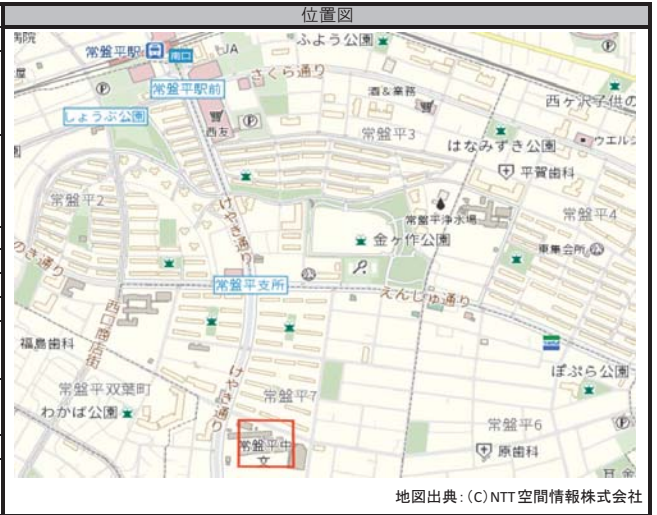 位置図
病院
常盤平駅
南口
JA
ふよう公園
P
屋
P
常盤平駅前
さくら通り
酒&業務
西ヶ沢子供の
しょうぶ公園
西友
P
常盤平3
はなみずき公園
ウエルシ
平賀歯科
常盤平2
けやき通り
常盤平浄水場
常盤平4
金ヶ作公園
東集会所
のき通り
常盤平支所
えんじゅ通り
西口商店街
福島歯科
ぽぷら公園
常盤平双葉町
けやき通り
常盤平7
わかば公園
常盤平6
P
常盤平中
文
原歯科
地図出典:(C)NTT空間情報株式会社